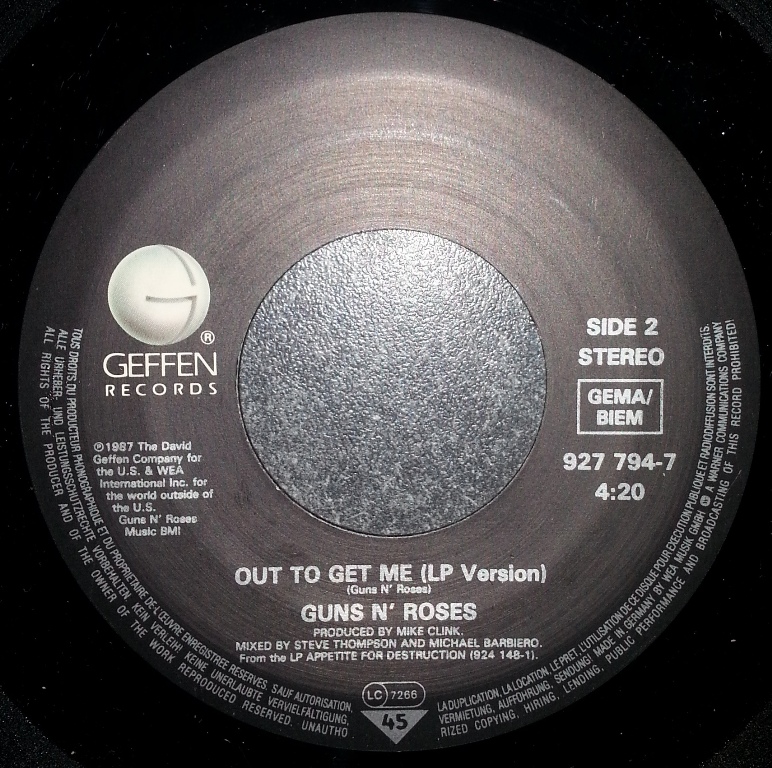 GEFFEN ®
RECORDS
℗1987 The David
Geffen Company for
the U.S. & WEA
International Inc. for
the world outside of
the U.S.
Guns N' Roses
Music BMI
SIDE 2
STEREO
GEMA/
BIEM
927 794-7
4:20
OUT TO GET ME (LP Version)
(Guns N' Roses)
GUNS N' ROSES
PRODUCED BY MIKE CLINK.
MIXED BY STEVE THOMPSON AND MICHAEL BARBIERO.
From the LP APPETITE FOR DESTRUCTION (924 148-1).
LC 7266
45
TOUS DROITS DU PRODUCTEUR PHONOGRAPHIQUE ET DU PROPRIETAIRE DE L'ŒUVRE ENREGISTREE RESERVES. SAUF AUTORISATION,
LA DUPLICATION, LA LOCATION, LE PRET, L'UTILISATION DE CE DISQUE POUR EXECUTION PUBLIQUE ET RADIODIFFUSION SONT INTERDITS.
ALLE URHEBER- UND LEISTUNGSSCHUTZRECHTE VORBEHALTEN. KEIN VERLEIH! KEINE UNERLAUBTE VERVIELFÄLTIGUNG,
VERMIETUNG, AUFFÜHRUNG, SENDUNG! MADE IN GERMANY BY WEA MUSIK GMBH A WARNER COMMUNICATIONS COMPANY
ALL RIGHTS OF THE PRODUCER AND OF THE OWNER OF THE WORK REPRODUCED RESERVED. UNAUTHO
RIZED COPYING, HIRING, LENDING, PUBLIC PERFORMANCE AND BROADCASTING OF THIS RECORD PROHIBITED!